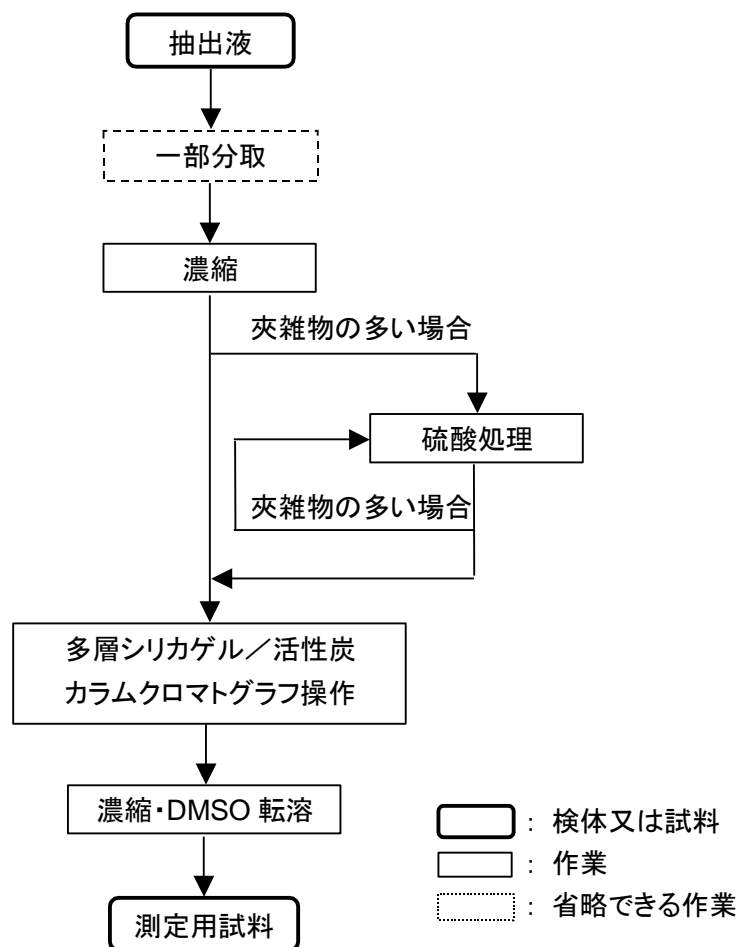 抽出液
一部分取
濃縮
夾雑物の多い場合
硫酸処理
夾雑物の多い場合
多層シリカゲル／活性炭
カラムクロマトグラフ操作
濃縮・DMSO 転溶
測定用試料
： 検体又は試料
： 作業
： 省略できる作業